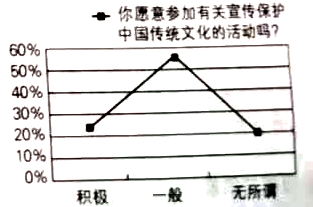 你愿意参加有关宣传保护
中国传统文化的活动吗?
60%
50%
40%
30%
20%
10%
0%
积极
一般
无所谓